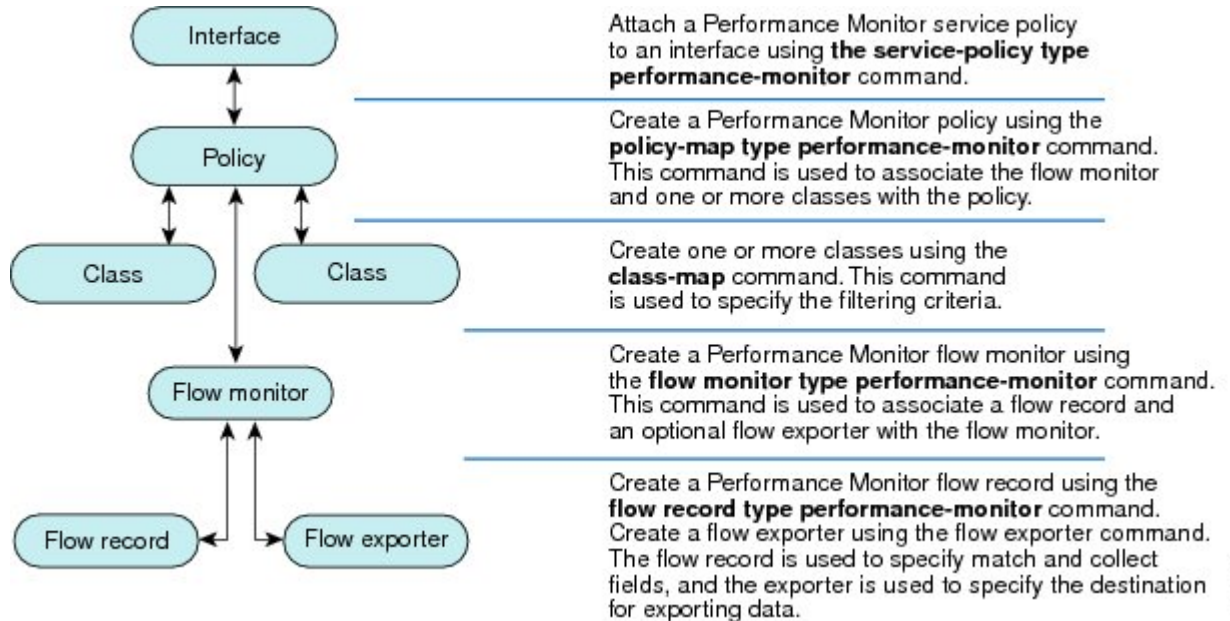 Interface
Attach a Performance Monitor service policy
to an interface using the service-policy type
performance-monitor command.
Policy
Create a Performance Monitor policy using the
policy-map type performance-monitor command.
This command is used to associate the flow monitor
and one or more classes with the policy.
Class
Class
Create one or more classes using the
class-map command. This command
is used to specify the filtering criteria.
Flow monitor
Create a Performance Monitor flow monitor using
the flow monitor type performance-monitor command.
This command is used to associate a flow record and
an optional flow exporter with the flow monitor.
Flow record
Flow exporter
Create a Performance Monitor flow record using the
flow record type performance-monitor command.
Create a flow exporter using the flow exporter command.
The flow record is used to specify match and collect
fields, and the exporter is used to specify the destination
for exporting data.